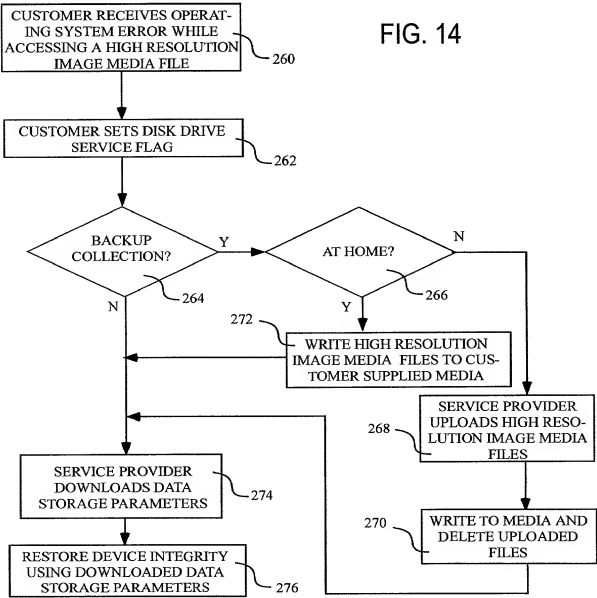 CUSTOMER RECEIVES OPERAT-
ING SYSTEM ERROR WHILE
ACCESSING A HIGH RESOLUTION
IMAGE MEDIA FILE
260
FIG. 14
CUSTOMER SETS DISK DRIVE
SERVICE FLAG
262
BACKUP
COLLECTION?
264
Y
N
AT HOME?
266
N
Y
272
WRITE HIGH RESOLUTION
IMAGE MEDIA FILES TO CUS-
TOMER SUPPLIED MEDIA
SERVICE PROVIDER
UPLOADS HIGH RESO-
LUTION IMAGE MEDIA
FILES
268
SERVICE PROVIDER
DOWNLOADS DATA
STORAGE PARAMETERS
274
270
WRITE TO MEDIA AND
DELETE UPLOADED
FILES
RESTORE DEVICE INTEGRITY
USING DOWNLOADED DATA
STORAGE PARAMETERS
276